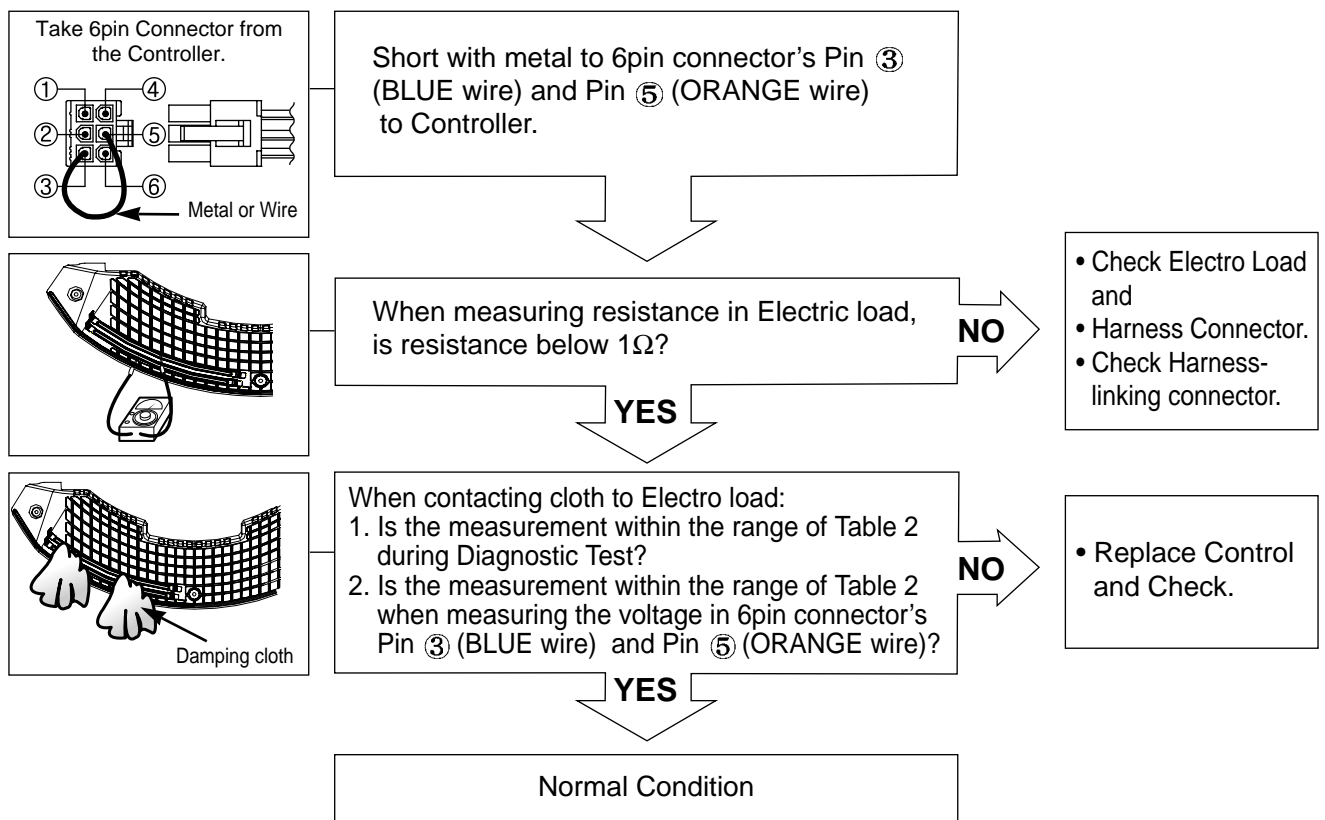 Take 6pin Connector from
the Controller.
① ④
② ⑤
③ ⑥
Metal or Wire
Short with metal to 6pin connector’s Pin ③
(BLUE wire) and Pin ⑤ (ORANGE wire)
to Controller.
When measuring resistance in Electric load,
is resistance below 1Ω?
NO
• Check Electro Load
and
• Harness Connector.
• Check Harness-
linking connector.
YES
Damping cloth
When contacting cloth to Electro load:
1. Is the measurement within the range of Table 2
during Diagnostic Test?
2. Is the measurement within the range of Table 2
when measuring the voltage in 6pin connector’s
Pin ③ (BLUE wire) and Pin ⑤ (ORANGE wire)?
NO
• Replace Control
and Check.
YES
Normal Condition